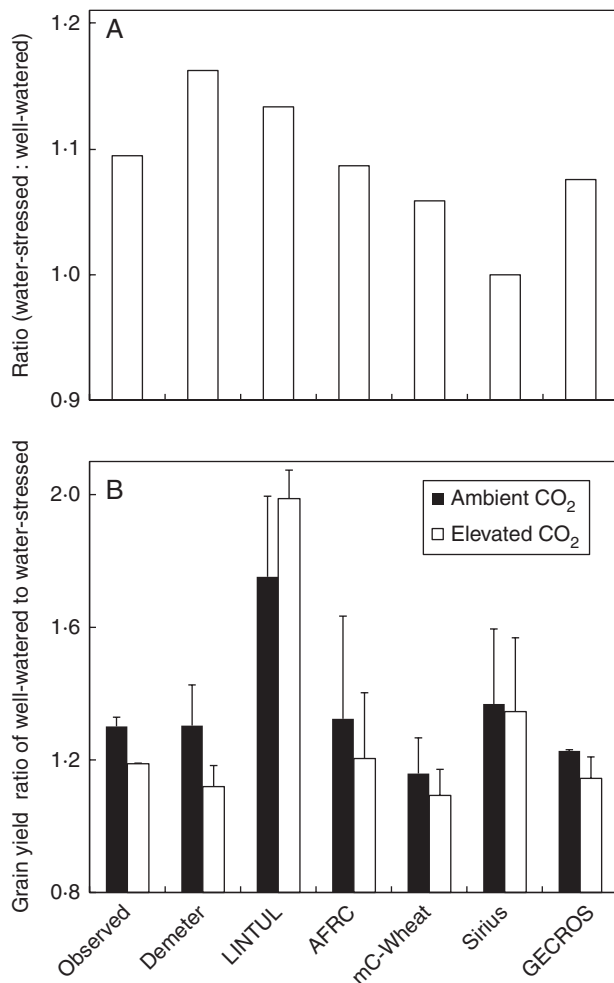 A
Ratio (water-stressed : well-watered)
1·2
1·1
1·0
0·9
B
Ambient CO₂
Elevated CO₂
Grain yield ratio of well-watered to water-stressed
2·0
1·6
1·2
0·8
Observed
Demeter
LINTUL
AFRC
mC-Wheat
Sirius
GECROS